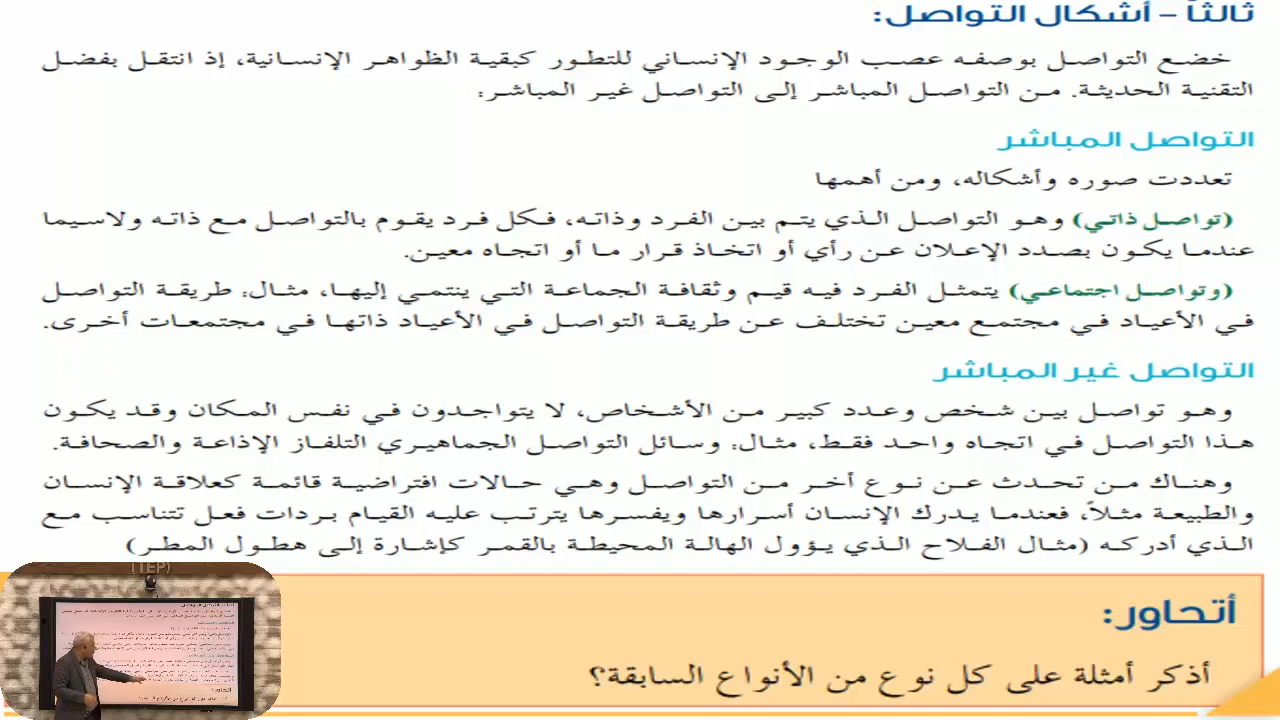 ثالثاً – أشكال التواصل:
خضع التواصل بوصفه عصب الوجود الإنساني للتطور كبقية الظواهر الإنسانية، إذ انتقل بفضل
التقنية الحديثة. من التواصل المباشر إلى التواصل غير المباشر:
التواصل المباشر
تعددت صوره وأشكاله، ومن أهمها
(تواصل ذاتي) وهو التواصل الذي يتم بين الفرد وذاته، فكل فرد يقوم بالتواصل مع ذاته ولاسيما
عندما يكون بصدد الإعلان عن رأي أو اتخاذ قرار ما أو اتجاه معين.
(وتواصل اجتماعي) يتمثل الفرد فيه قيم وثقافة الجماعة التي ينتمي إليها، مثال: طريقة التواصل
في الأعياد في مجتمع معين تختلف عن طريقة التواصل في الأعياد ذاتها في مجتمعات أخرى.
التواصل غير المباشر
وهو تواصل بين شخص وعدد كبير من الأشخاص، لا يتواجدون في نفس المكان وقد يكون
هذا التواصل في اتجاه واحد فقط، مثال: وسائل التواصل الجماهيري التلفاز الإذاعة والصحافة.
وهناك من تحدث عن نوع أخر من التواصل وهي حالات افتراضية قائمة كعلاقة الإنسان
والطبيعة مثلاً، فعندما يدرك الإنسان أسرارها ويفسرها يترتب عليه القيام بردات فعل تتناسب مع
الذي أدركه (مثال الفلاح الذي يؤول الهالة المحيطة بالقمر كإشارة إلى هطول المطر)
(TEP)
أتحاور:
أذكر أمثلة على كل نوع من الأنواع السابقة؟